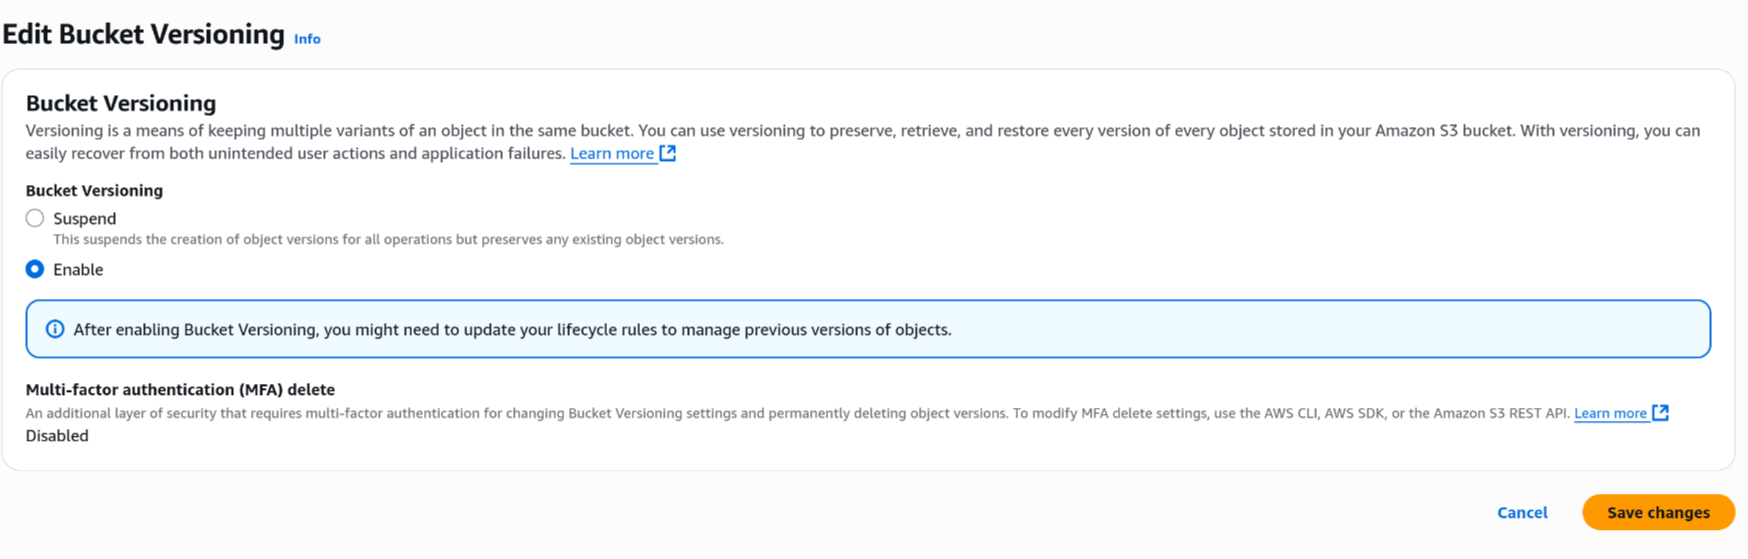 Edit Bucket Versioning Info
Bucket Versioning
Versioning is a means of keeping multiple variants of an object in the same bucket. You can use versioning to preserve, retrieve, and restore every version of every object stored in your Amazon S3 bucket. With versioning, you can
easily recover from both unintended user actions and application failures. Learn more
Bucket Versioning
Suspend
This suspends the creation of object versions for all operations but preserves any existing object versions.
Enable
After enabling Bucket Versioning, you might need to update your lifecycle rules to manage previous versions of objects.
Multi-factor authentication (MFA) delete
An additional layer of security that requires multi-factor authentication for changing Bucket Versioning settings and permanently deleting object versions. To modify MFA delete settings, use the AWS CLI, AWS SDK, or the Amazon S3 REST API. Learn more
Disabled
Cancel Save changes